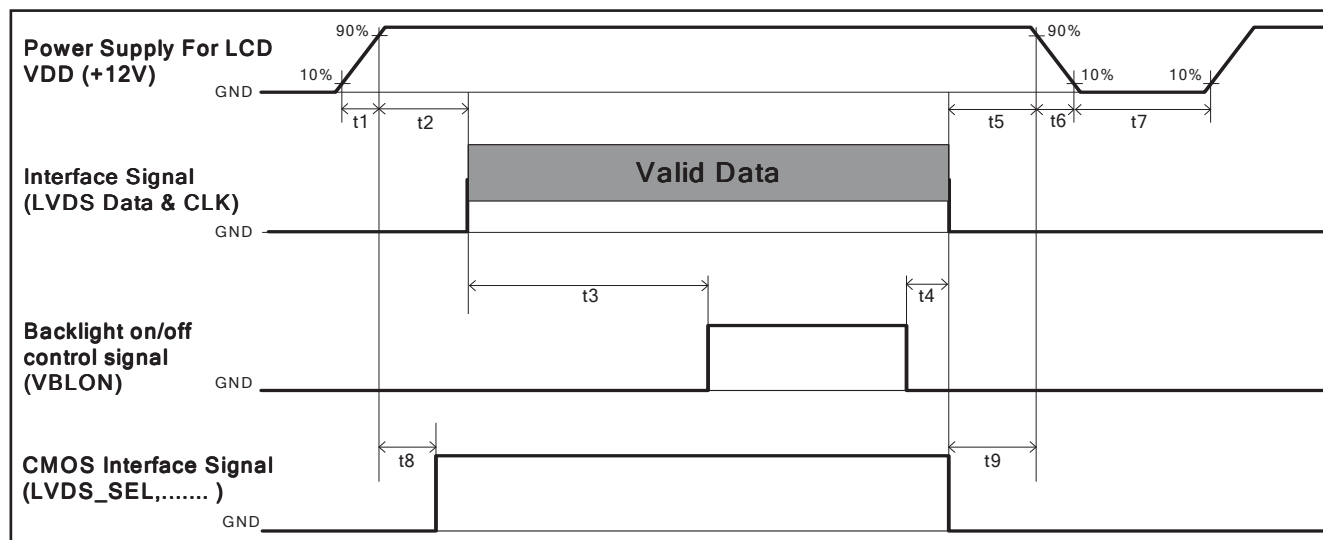 Power Supply For LCD
VDD (+12V)
90%
10%
GND
90%
10%
10%
t1
t2
t5
t6
t7
Interface Signal
(LVDS Data & CLK)
Valid Data
GND
t3
t4
Backlight on/off
control signal
(VBLON)
GND
CMOS Interface Signal
(LVDS_SEL,....... )
t8
t9
GND